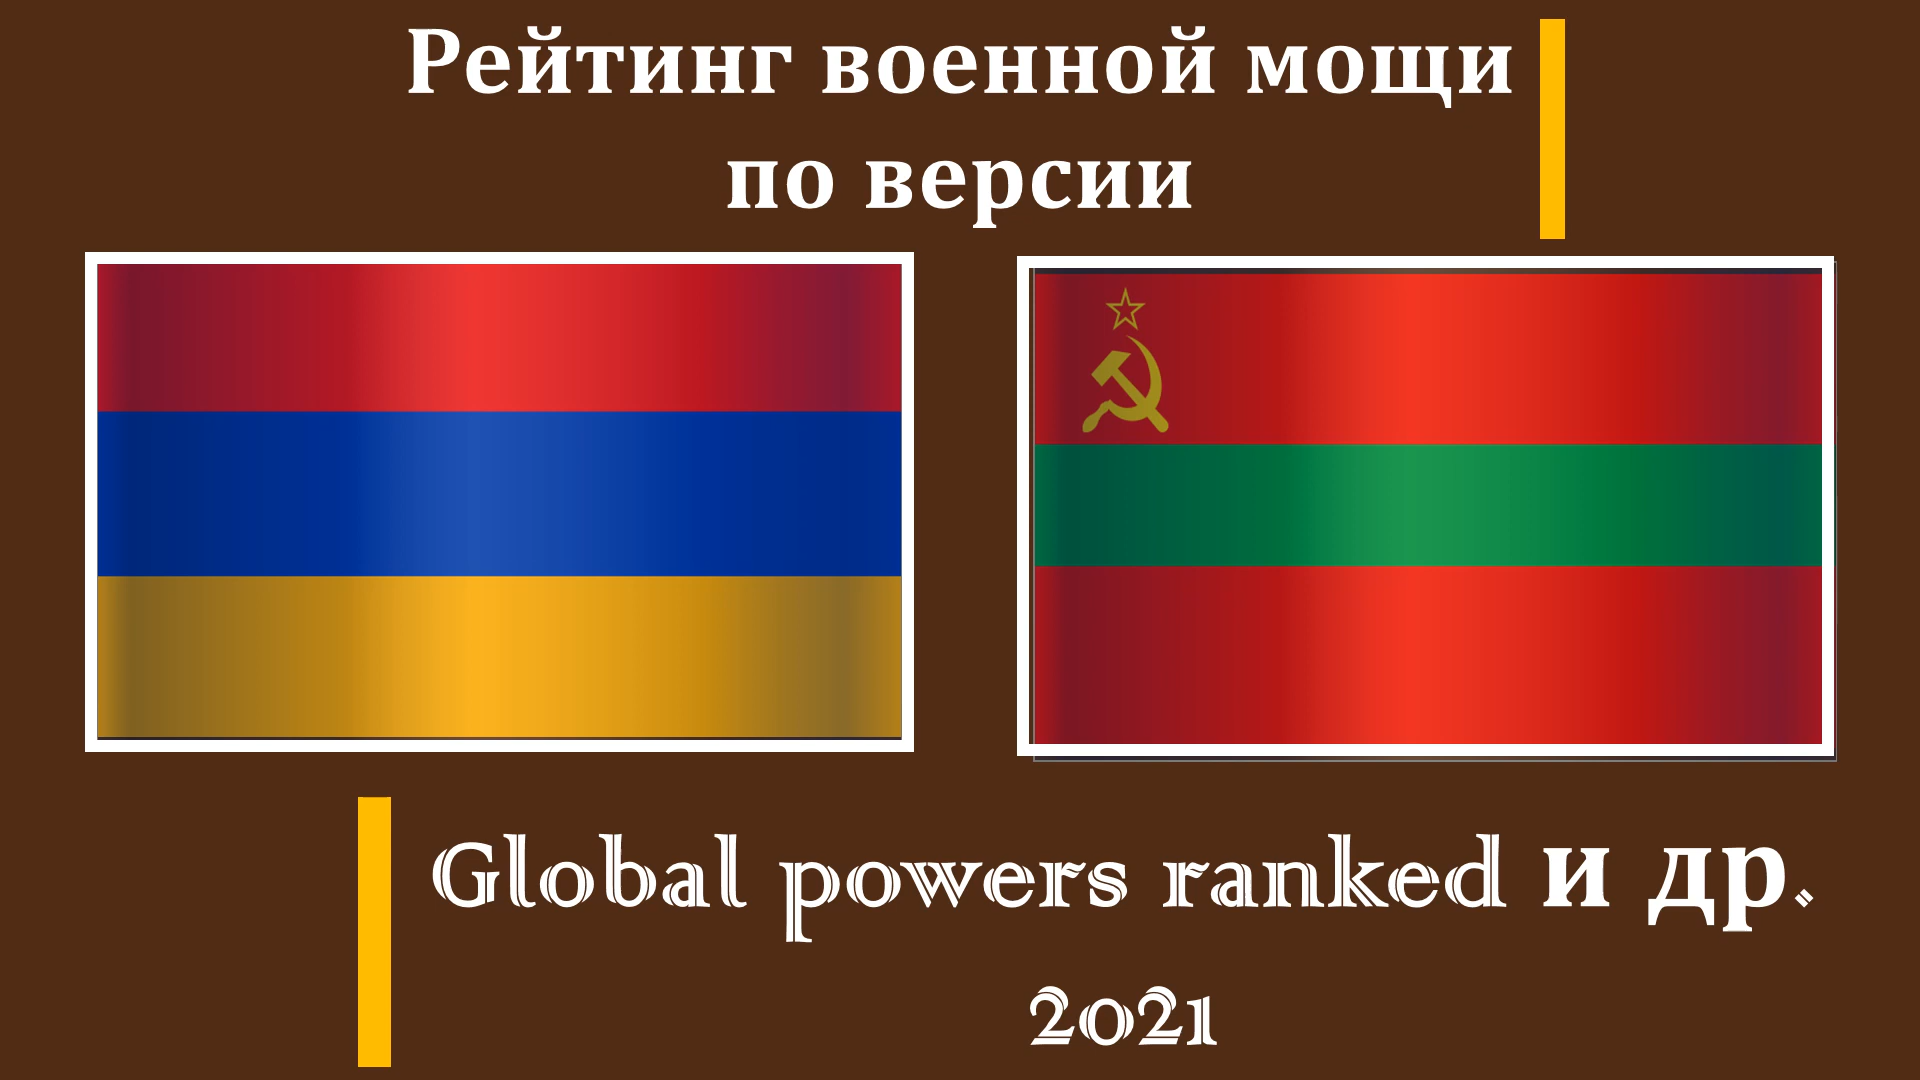 Рейтинг военной мощи
по версии
Global powers ranked и др.
2021